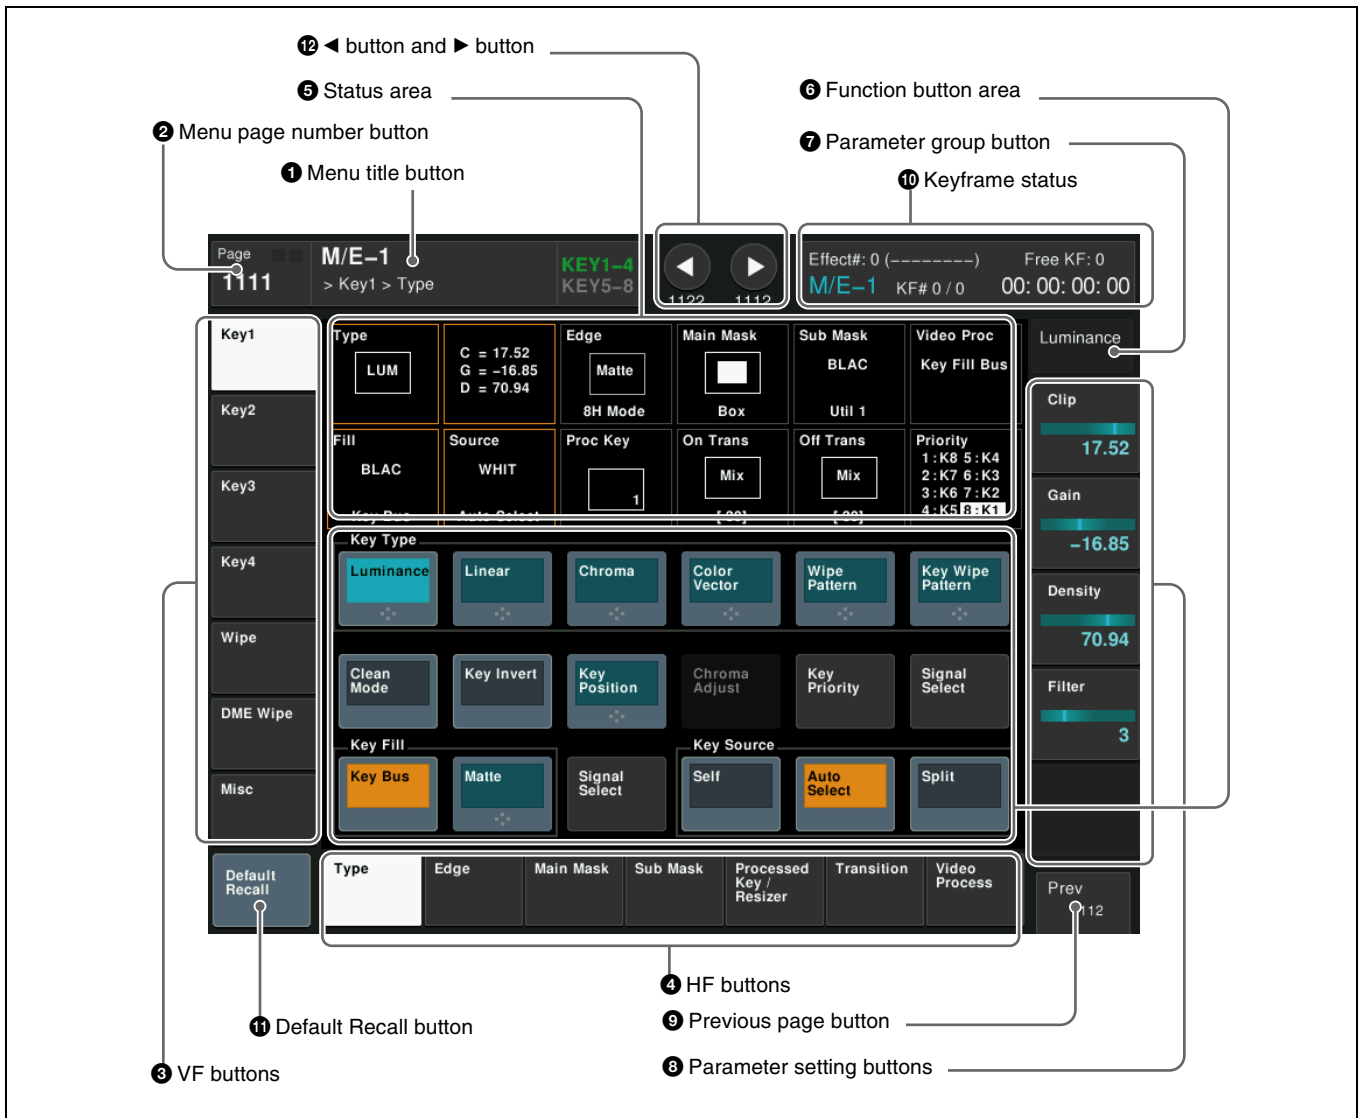 ⓬ ◀ button and ▶ button
❺ Status area
❻ Function button area
❷ Menu page number button
❼ Parameter group button
❶ Menu title button
❿ Keyframe status
Page
1111
M/E–1
> Key1 > Type
KEY1–4
KEY5–8
1122
1112
Effect#: 0 (––––––––)
Free KF: 0
M/E–1
KF# 0 / 0
00: 00: 00: 00
Key1
Key2
Key3
Key4
Wipe
DME Wipe
Misc
Type
LUM
C = 17.52
G = –16.85
D = 70.94
Edge
Matte
8H Mode
Main Mask
Box
Sub Mask
BLAC
Util 1
Video Proc
Key Fill Bus
Fill
BLAC
Key Bus
Source
WHIT
Auto Select
Proc Key
1
On Trans
Mix
[ 30]
Off Trans
Mix
[ 30]
Priority
1:K8 5:K4
2:K7 6:K3
3:K6 7:K2
4:K5 8:K1
Luminance
Clip
17.52
Gain
–16.85
Density
70.94
Filter
3
Key Type
Luminance
Linear
Chroma
Color
Vector
Wipe
Pattern
Key Wipe
Pattern
Clean
Mode
Key Invert
Key
Position
Chroma
Adjust
Key
Priority
Signal
Select
Key Fill
Key Bus
Matte
Signal
Select
Key Source
Self
Auto
Select
Split
Default
Recall
Type
Edge
Main Mask
Sub Mask
Processed
Key /
Resizer
Transition
Video
Process
Prev
112
❹ HF buttons
⓫ Default Recall button
❾ Previous page button
❸ VF buttons
❽ Parameter setting buttons